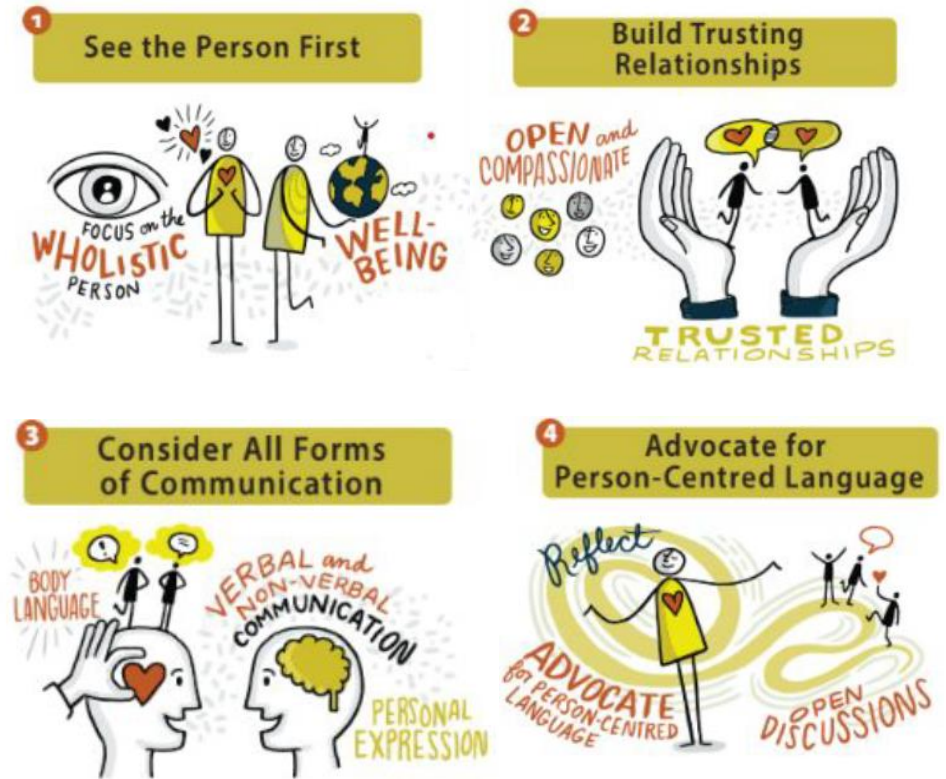 1
See the Person First
FOCUS on the
WHOLISTIC
PERSON
WELL-
BEING
2
Build Trusting
Relationships
OPEN and
COMPASSIONATE
TRUSTED
RELATIONSHIPS
3
Consider All Forms
of Communication
BODY
LANGUAGE
VERBAL and
NON-VERBAL
COMMUNICATION
PERSONAL
EXPRESSION
4
Advocate for
Person-Centred Language
Reflect
ADVOCATE
for PERSON-CENTRED
LANGUAGE
OPEN
DISCUSSIONS